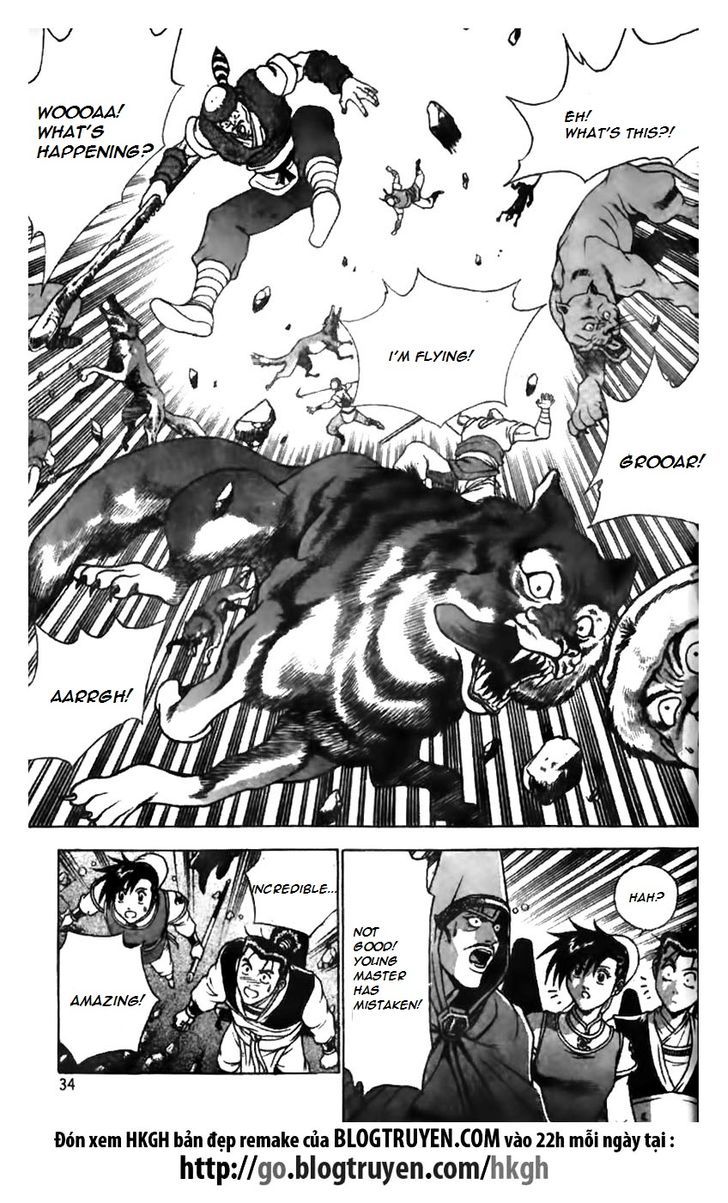 WOOOAA!
WHAT'S
HAPPENING?
EH!
WHAT'S THIS?!
I'M FLYING!
GROOAR!
AARRGH!
INCREDIBLE...
AMAZING!
NOT
GOOD!
YOUNG
MASTER
HAS
MISTAKEN!
HAH?
34
Đón xem HKGH bản đẹp remake của BLOGTRUYEN.COM vào 22h mỗi ngày tại :
http://go.blogtruyen.com/hkgh